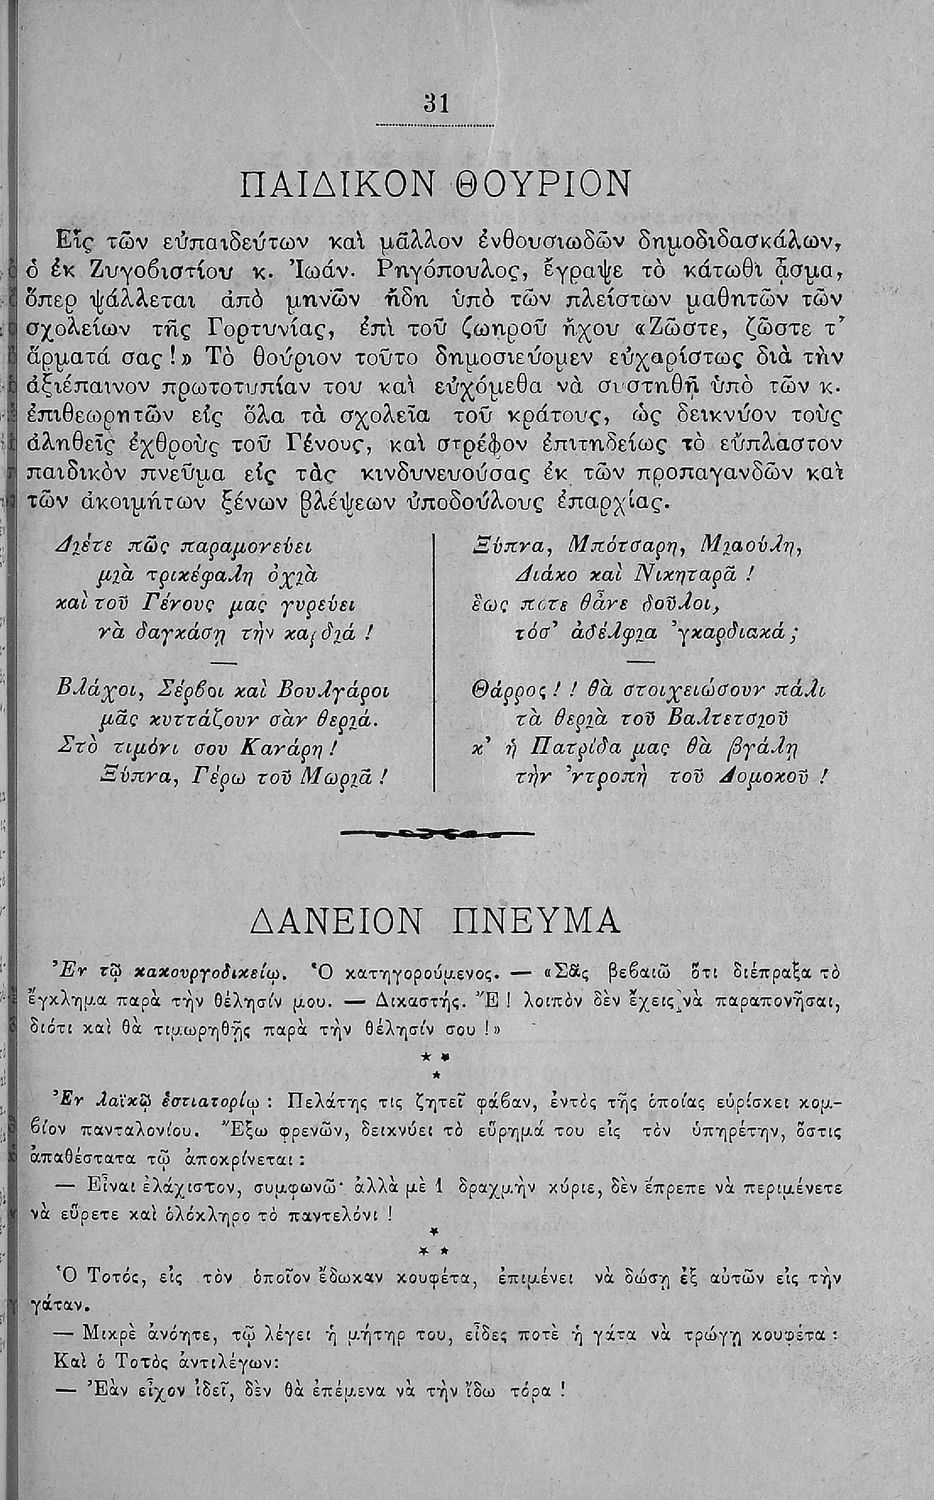 31
ΠΑΙΔΙΚΟΝ ΘΟΥΡΙΟΝ
Εἷς τῶν εὐπαιδεύτων καὶ μᾶλλον ἐνθουσιωδῶν δημοδιδασκάλων,
ὁ ἐκ Ζυγοβιστίου κ. Ἰωάν. Ρηγόπουλος, ἔγραψε τὸ κάτωθι ᾆσμα,
ὅπερ ψάλλεται ἀπὸ μηνῶν ἤδη ὑπὸ τῶν πλείστων μαθητῶν τῶν
σχολείων τῆς Γορτυνίας, ἐπὶ τοῦ ζωηροῦ ἤχου «Ζῶστε, ζῶστε τ᾽
ἅρματά σας!» Τὸ θούριον τοῦτο δημοσιεύομεν εὐχαρίστως διὰ τὴν
ἀξιέπαινον πρωτοτυπίαν του καὶ εὐχόμεθα νὰ συστηθῇ ὑπὸ τῶν κ.
ἐπιθεωρητῶν εἰς ὅλα τὰ σχολεῖα τοῦ κράτους, ὡς δεικνύον τοὺς
ἀληθεῖς ἐχθροὺς τοῦ Γένους, καὶ στρέφον ἐπιτηδείως τὸ εὔπλαστον
παιδικὸν πνεῦμα εἰς τὰς κινδυνευούσας ἐκ τῶν προπαγανδῶν καὶ
τῶν ἀκοιμήτων ξένων βλέψεων ὑποδούλους ἐπαρχίας.
Διέτε πῶς παραμονεύει
μιὰ τρικέφαλη ὀχιὰ
καὶ τοῦ Γένους μας γυρεύει
νὰ δαγκάσῃ τὴν καρδιά !
Βλάχοι, Σέρβοι καὶ Βουλγάροι
μᾶς κυττάζουν σὰν θεριά.
Στὸ τιμόνι σου Κανάρη !
Ξύπνα, Γέρω τοῦ Μωριᾶ !
Ξύπνα, Μπότσαρη, Μιαούλη,
Διάκο καὶ Νικηταρᾶ !
ἕως πότε θἆνε δοῦλοι,
τόσ᾽ ἀδέλφια ᾽γκαρδιακά ;
Θάρρος ! ! θὰ στοιχειώσουν πάλι
τὰ θεριὰ τοῦ Βαλτετσιοῦ
κ᾽ ἡ Πατρίδα μας θὰ βγάλῃ
τὴν ᾽ντροπὴ τοῦ Δομοκοῦ !
ΔΑΝΕΙΟΝ ΠΝΕΥΜΑ
Ἐν τῷ κακουργοδικείῳ. Ὁ κατηγορούμενος. — «Σᾶς βεβαιῶ ὅτι διέπραξα τὸ
ἔγκλημα παρὰ τὴν θέλησίν μου. — Δικαστής. Ἔ ! λοιπὸν δὲν ἔχεις νὰ παραπονῆσαι,
διότι καὶ θὰ τιμωρηθῇς παρὰ τὴν θέλησίν σου !»
* *
*
Ἐν λαϊκῷ ἑστιατορίῳ : Πελάτης τις ζητεῖ φάβαν, ἐντὸς τῆς ὁποίας εὑρίσκει κομ-
βίον πανταλονίου. Ἔξω φρενῶν, δεικνύει τὸ εὕρημά του εἰς τὸν ὑπηρέτην, ὅστις
ἀπαθέστατα τῷ ἀποκρίνεται :
— Εἶναι ἐλάχιστον, συμφωνῶ· ἀλλὰ μὲ 1 δραχμὴν κύριε, δὲν ἔπρεπε νὰ περιμένετε
νὰ εὕρετε καὶ ὁλόκληρο τὸ παντελόνι !
*
* *
Ὁ Τοτός, εἰς τὸν ὁποῖον ἔδωκαν κουφέτα, ἐπιμένει νὰ δώσῃ ἐξ αὐτῶν εἰς τὴν
γάταν.
— Μικρὲ ἀνόητε, τῷ λέγει ἡ μήτηρ του, εἶδες ποτὲ ἡ γάτα νὰ τρώγῃ κουφέτα ;
Καὶ ὁ Τοτὸς ἀντιλέγων:
— Ἐὰν εἶχον ἰδεῖ, δὲν θὰ ἐπέμενα νὰ τὴν ἴδω τόρα !